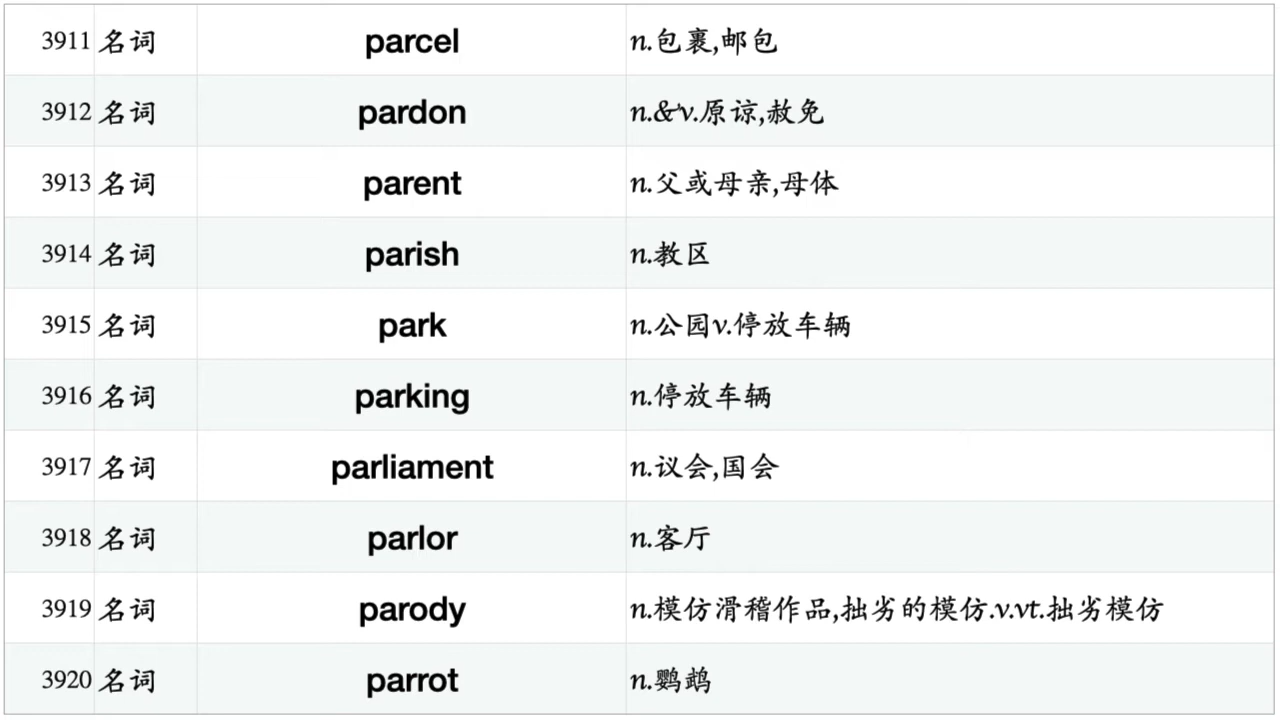 3911 名词 parcel n.包裹,邮包
3912 名词 pardon n.&v.原谅,赦免
3913 名词 parent n.父或母亲,母体
3914 名词 parish n.教区
3915 名词 park n.公园v.停放车辆
3916 名词 parking n.停放车辆
3917 名词 parliament n.议会,国会
3918 名词 parlor n.客厅
3919 名词 parody n.模仿滑稽作品,拙劣的模仿.v.vt.拙劣模仿
3920 名词 parrot n.鹦鹉